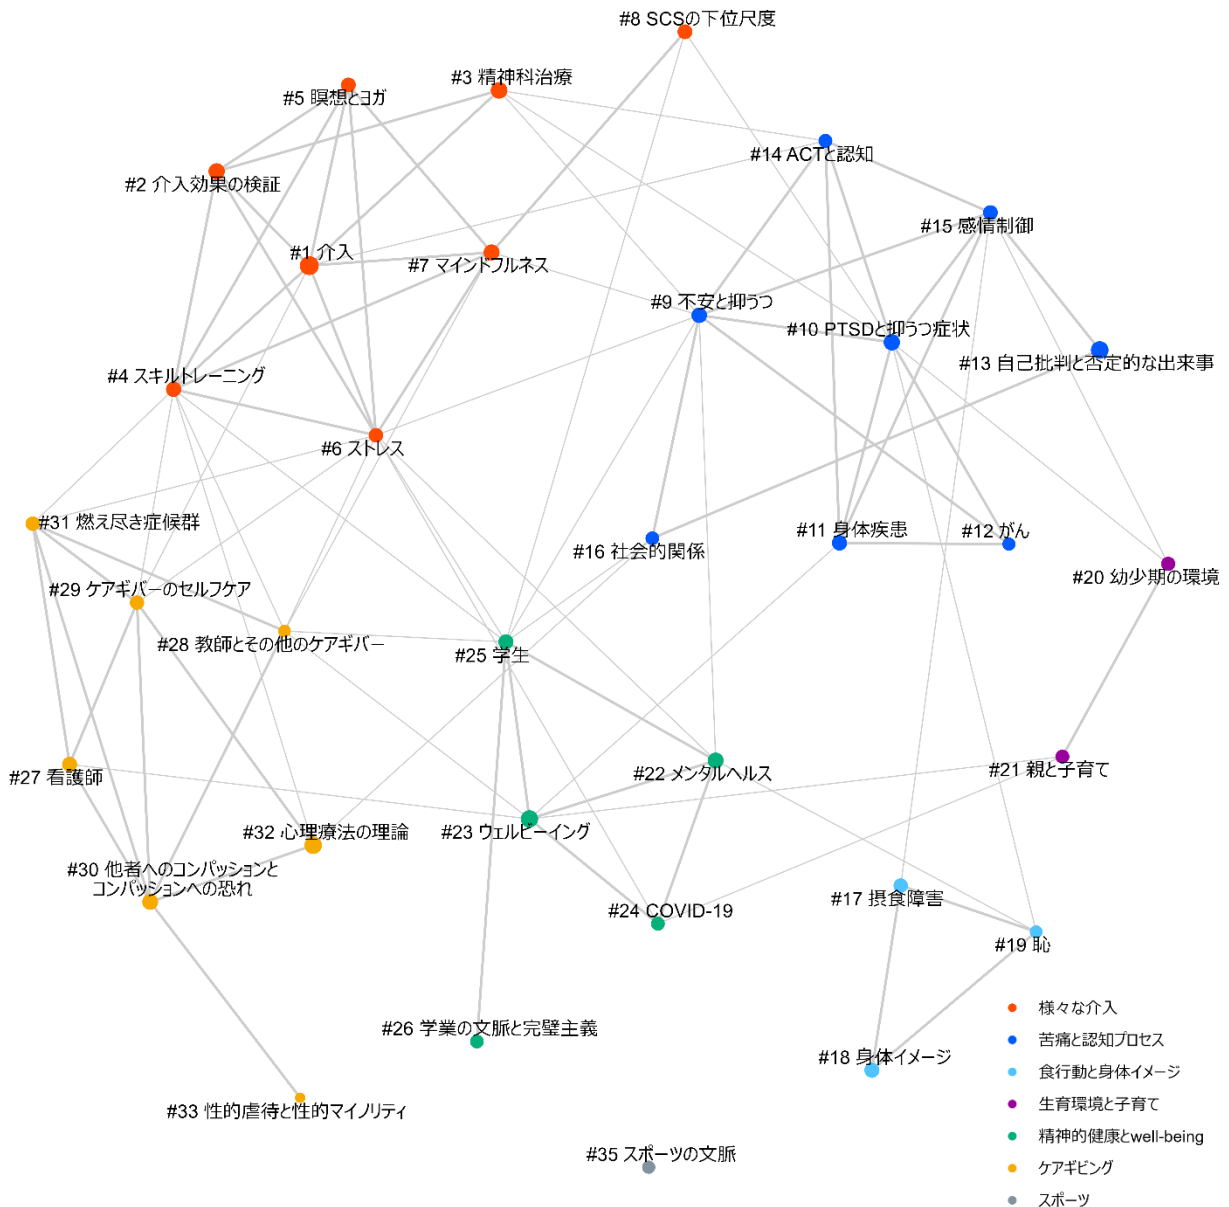 #8 SCSの下位尺度
#3 精神科治療
#5 瞑想とヨガ
#14 ACTと認知
#2 介入効果の検証
#15 感情制御
#1 介入
#7 マインドフルネス
#9 不安と抑うつ
#10 PTSDと抑うつ症状
#13 自己批判と否定的な出来事
#4 スキルトレーニング
#6 ストレス
#31 燃え尽き症候群
#11 身体疾患
#12 がん
#16 社会的関係
#20 幼少期の環境
#29 ケアギバーのセルフケア
#28 教師とその他のケアギバー
#25 学生
#27 看護師
#22 メンタルヘルス
#21 親と子育て
#32 心理療法の理論
#23 ウェルビーイング
#30 他者へのコンパッションと
コンパッションへの恐れ
#24 COVID-19
#17 摂食障害
#19 恥
#26 学業の文脈と完璧主義
#18 身体イメージ
#33 性的虐待と性的マイノリティ
#35 スポーツの文脈
様々な介入
苦痛と認知プロセス
食行動と身体イメージ
生育環境と子育て
精神的健康とwell-being
ケアギビング
スポーツ